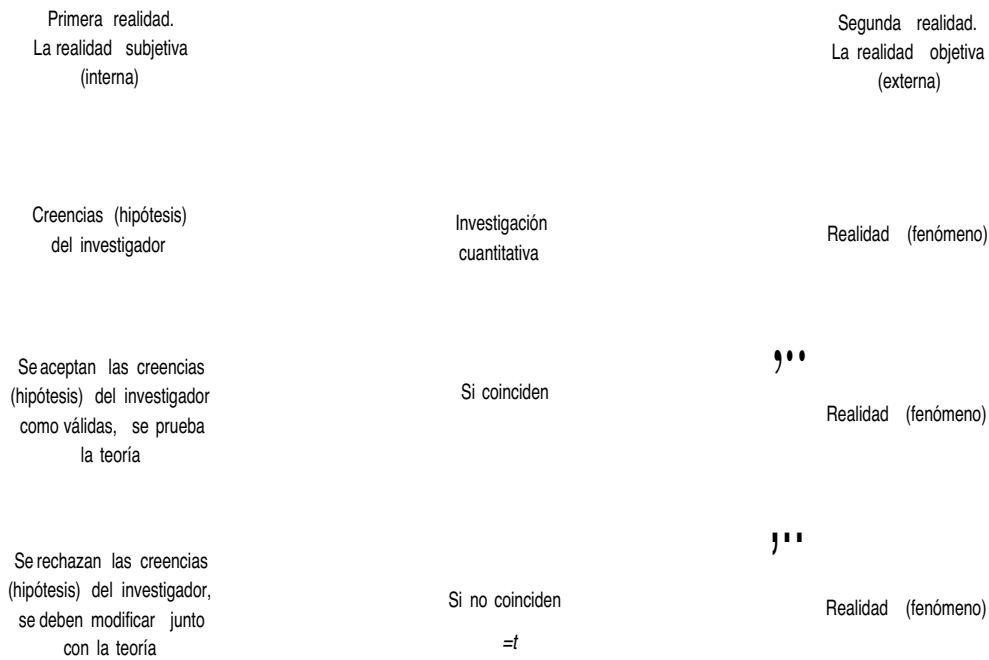 Primera realidad.
La realidad subjetiva
(interna)
Segunda realidad.
La realidad objetiva
(externa)
Creencias (hipótesis)
del investigador
Investigación
cuantitativa
Realidad (fenómeno)
Se aceptan las creencias
(hipótesis) del investigador
como válidas, se prueba
la teoría
Si coinciden
,..
Realidad (fenómeno)
Se rechazan las creencias
(hipótesis) del investigador,
se deben modificar junto
con la teoría
Si no coinciden
=t
,..
Realidad (fenómeno)